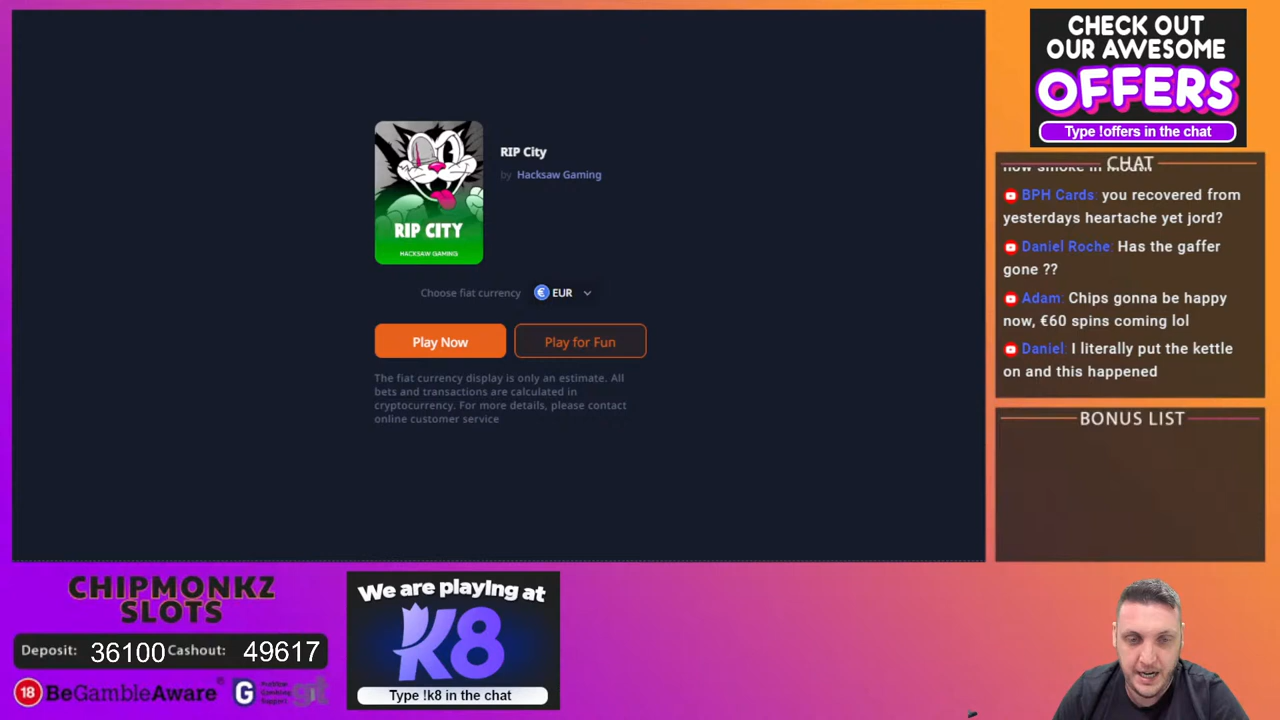 RIP CITY
HACKSAW GAMING
RIP City
by Hacksaw Gaming
Choose fiat currency € EUR
Play Now
Play for Fun
The fiat currency display is only an estimate. All
bets and transactions are calculated in
cryptocurrency. For more details, please contact
online customer service
CHECK OUT
OUR AWESOME
OFFERS
Type !offers in the chat
CHAT
BPH Cards: you recovered from
yesterdays heartache yet jord?
Daniel Roche: Has the gaffer
gone ??
Adam: Chips gonna be happy
now, €60 spins coming lol
Daniel: I literally put the kettle
on and this happened
BONUS LIST
CHIPMONKZ
SLOTS
Deposit: 36100 Cashout: 49617
18 BeGambleAware
We are playing at
K8
Type !k8 in the chat